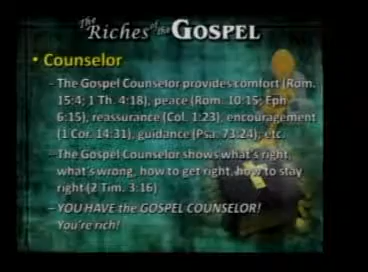 The Riches of the GOSPEL
• Counselor
– The Gospel Counselor provides comfort (Rom.
15:4; 1 Th. 4:18), peace (Rom. 10:15; Eph.
6:15), reassurance (Col. 1:23), encouragement
(1 Cor. 14:31), guidance (Psa. 73:24), etc.
– The Gospel Counselor shows what's right,
what's wrong, how to get right, how to stay
right (2 Tim. 3:16)
– YOU HAVE the GOSPEL COUNSELOR!
You're rich!